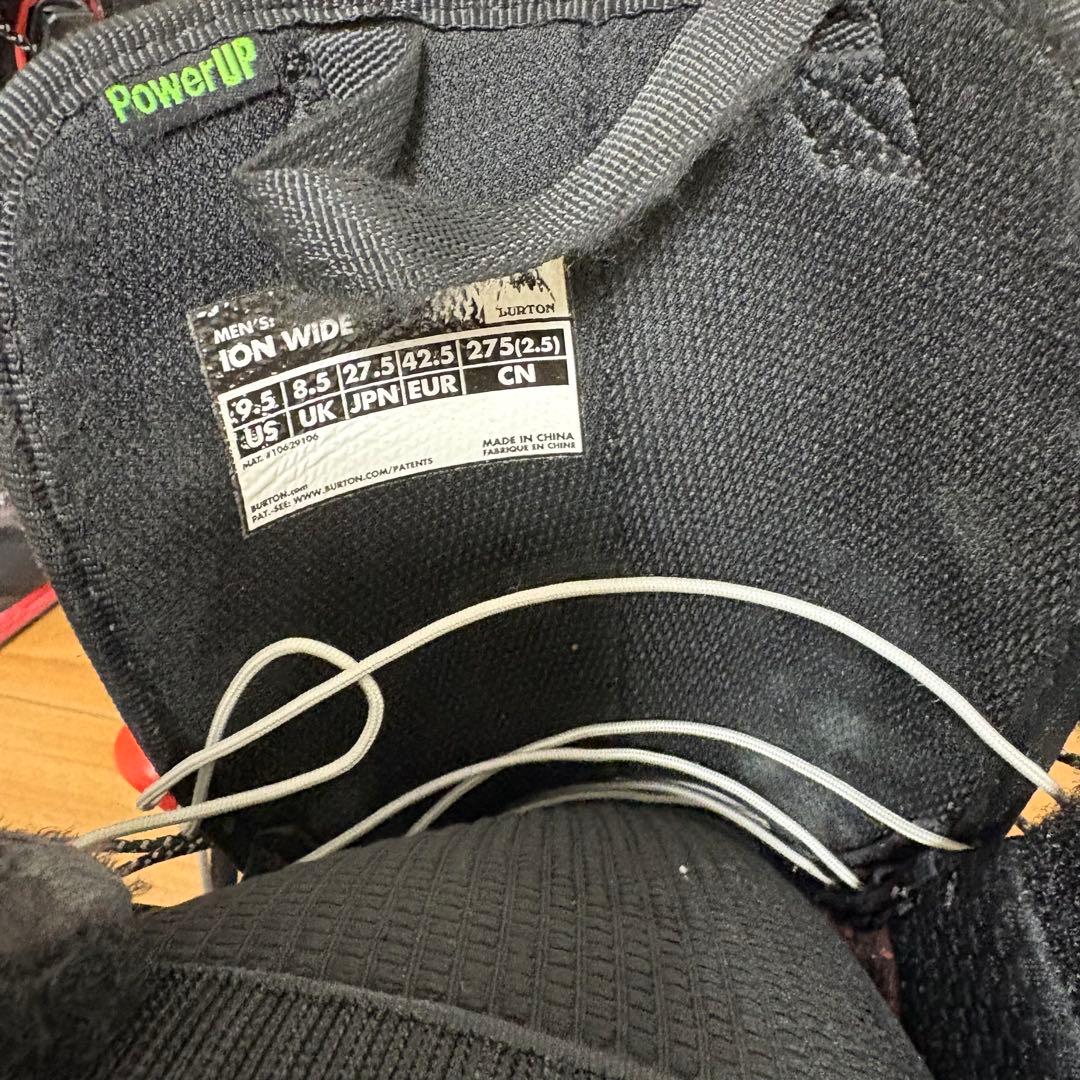 PowerUP
BURTON
MEN'S:
ION WIDE
9.5 8.5 27.5 42.5 275(2.5)
US UK JPN EUR CN
MAT. #10629106
MADE IN CHINA
FABRIQUE EN CHINE
BURTON.com
PAT.-SEE: WWW.BURTON.COM/PATENTS